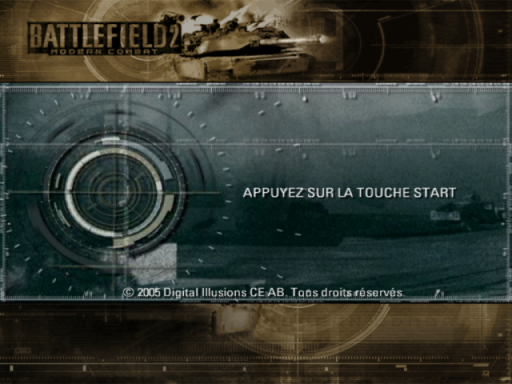 BATTLEFIELD 2
MODERN COMBAT
APPUYEZ SUR LA TOUCHE START
© 2005 Digital Illusions CE AB. Tous droits réservés.